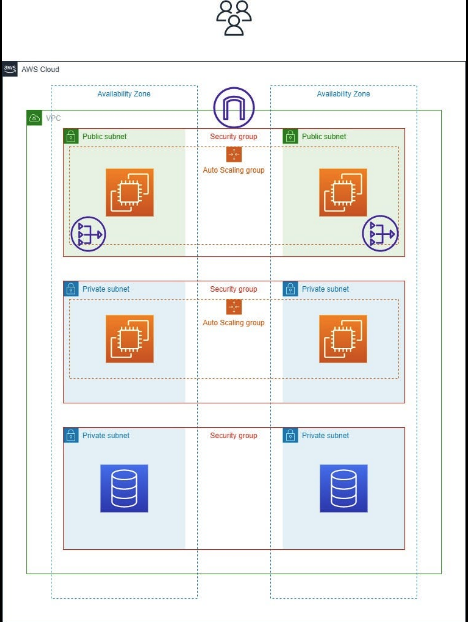 aws
AWS Cloud
Availability Zone
Availability Zone
VPC
Public subnet
Security group
Public subnet
Auto Scaling group
Private subnet
Security group
Private subnet
Auto Scaling group
Private subnet
Security group
Private subnet